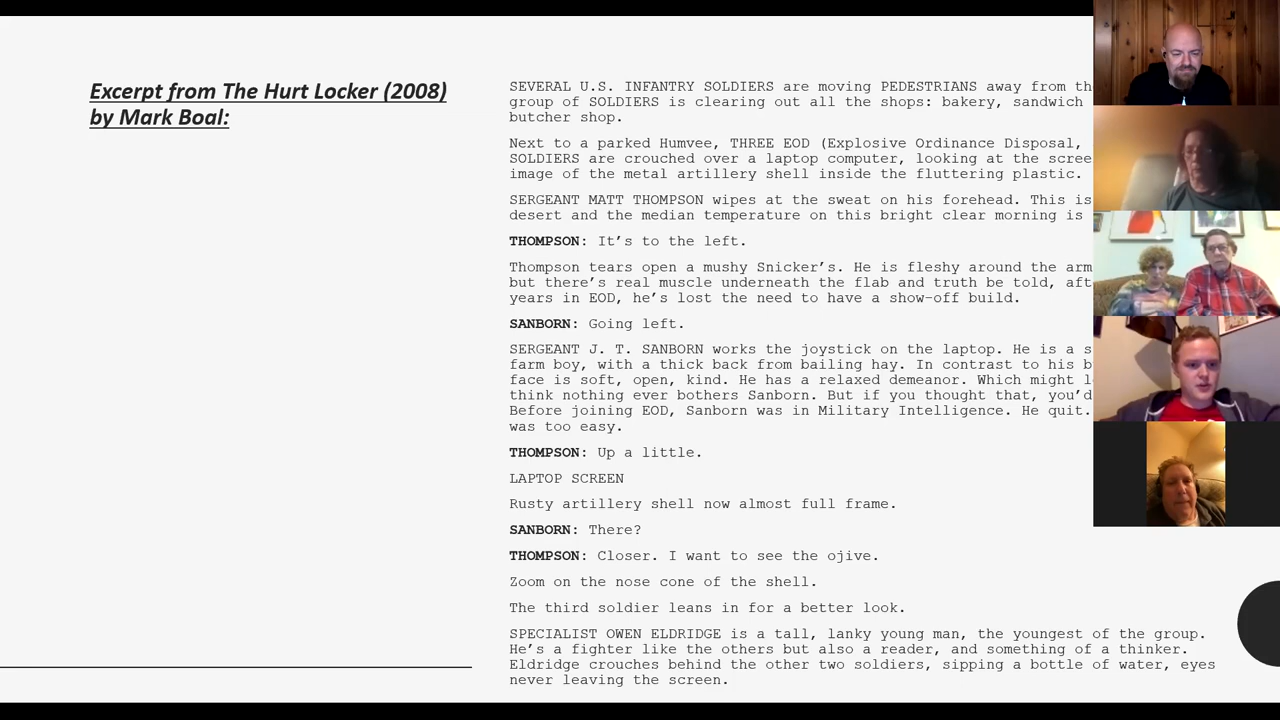 Excerpt from The Hurt Locker (2008)
by Mark Boal:
SEVERAL U.S. INFANTRY SOLDIERS are moving PEDESTRIANS away from th
group of SOLDIERS is clearing out all the shops: bakery, sandwich
butcher shop.
Next to a parked Humvee, THREE EOD (Explosive Ordinance Disposal,
SOLDIERS are crouched over a laptop computer, looking at the scree
image of the metal artillery shell inside the fluttering plastic.
SERGEANT MATT THOMPSON wipes at the sweat on his forehead. This is
desert and the median temperature on this bright clear morning is
THOMPSON: It's to the left.
Thompson tears open a mushy Snicker's. He is fleshy around the arm
but there's real muscle underneath the flab and truth be told, aft
years in EOD, he's lost the need to have a show-off build.
SANBORN: Going left.
SERGEANT J. T. SANBORN works the joystick on the laptop. He is a s
farm boy, with a thick back from bailing hay. In contrast to his b
face is soft, open, kind. He has a relaxed demeanor. Which might l
think nothing ever bothers Sanborn. But if you thought that, you'd
Before joining EOD, Sanborn was in Military Intelligence. He quit.
was too easy.
THOMPSON: Up a little.
LAPTOP SCREEN
Rusty artillery shell now almost full frame.
SANBORN: There?
THOMPSON: Closer. I want to see the ojive.
Zoom on the nose cone of the shell.
The third soldier leans in for a better look.
SPECIALIST OWEN ELDRIDGE is a tall, lanky young man, the youngest of the group.
He's a fighter like the others but also a reader, and something of a thinker.
Eldridge crouches behind the other two soldiers, sipping a bottle of water, eyes
never leaving the screen.